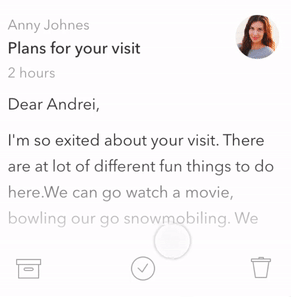 Anny Johnes
Plans for your visit
2 hours
Dear Andrei,
I'm so exited about your visit. There
are at lot of different fun things to do
here.We can go watch a movie,
bowling our go snowmobiling. We